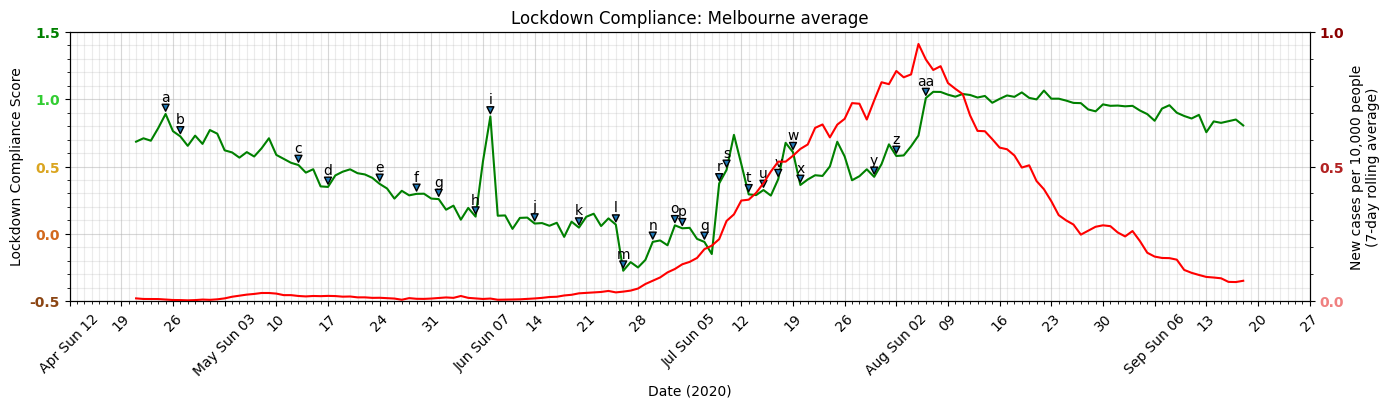 Lockdown Compliance: Melbourne average
Lockdown Compliance Score
1.5
1.0
0.5
0.0
-0.5
a
b
c
d
e
f
g
h
i
j
k
l
m
n
o
p
q
r
s
t
u
v
w
x
y
z
aa
1.0
0.5
0.0
New cases per 10,000 people
(7-day rolling average)
Apr Sun 12
19
26
May Sun 03
10
17
24
31
Jun Sun 07
14
21
28
Jul Sun 05
12
19
26
Aug Sun 02
09
16
23
30
Sep Sun 06
13
20
27
Date (2020)